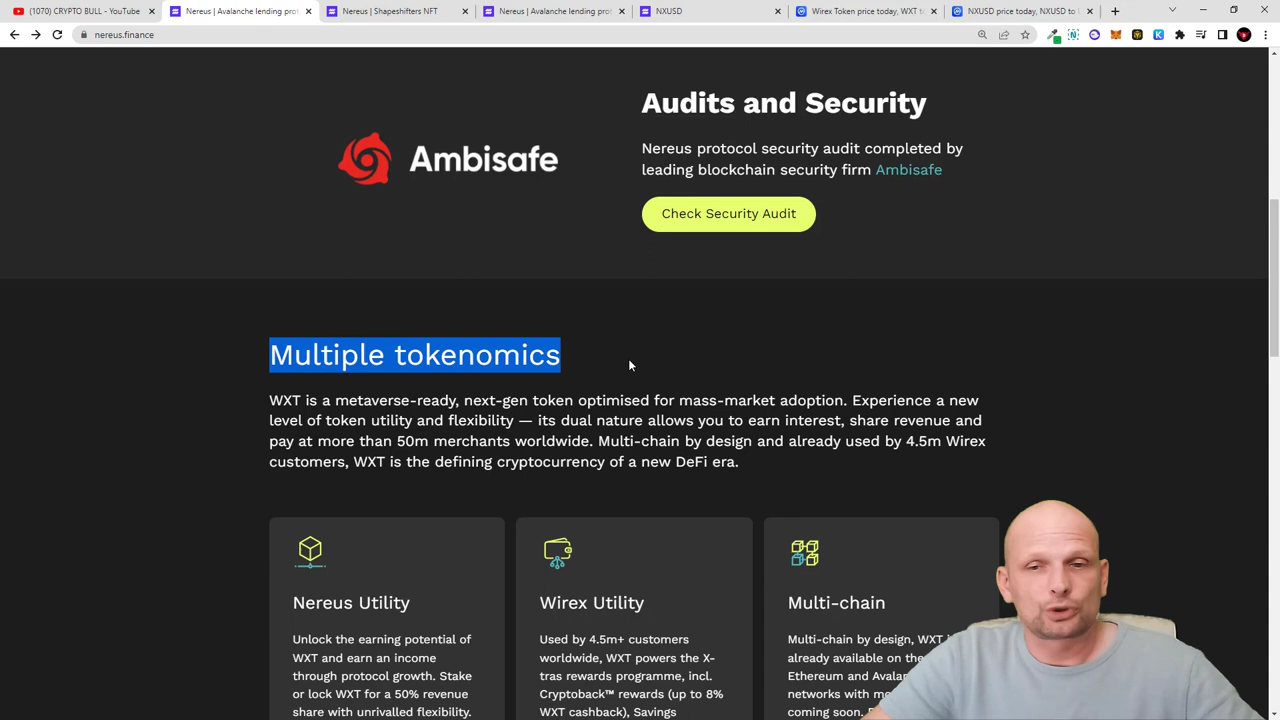 (1070) CRYPTO BULL - YouTube
Nereus | Avalanche lending pro
Nereus | Shapeshifters NFT
Nereus | Avalanche lending pro
NXUSD
Wirex Token price today, WXT t
NXUSD price today, NXUSD to
nereus.finance
Audits and Security
Ambisafe
Nereus protocol security audit completed by
leading blockchain security firm Ambisafe
Check Security Audit
Multiple tokenomics
WXT is a metaverse-ready, next-gen token optimised for mass-market adoption. Experience a new
level of token utility and flexibility — its dual nature allows you to earn interest, share revenue and
pay at more than 50m merchants worldwide. Multi-chain by design and already used by 4.5m Wirex
customers, WXT is the defining cryptocurrency of a new DeFi era.
Nereus Utility
Unlock the earning potential of
WXT and earn an income
through protocol growth. Stake
or lock WXT for a 50% revenue
share with unrivalled flexibility.
Wirex Utility
Used by 4.5m+ customers
worldwide, WXT powers the X-
tras rewards programme, incl.
Cryptoback™ rewards (up to 8%
WXT cashback), Savings
Multi-chain
Multi-chain by design, WXT
already available on the
Ethereum and Avala
networks with mo
coming soon.